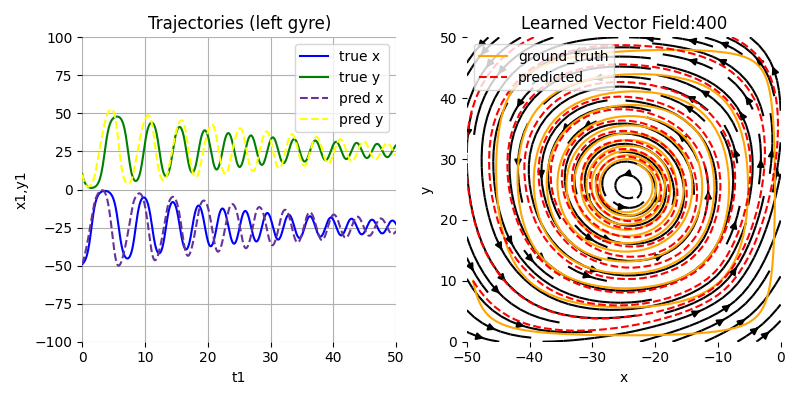 Trajectories (left gyre)
100
75
50
25
0
−25
−50
−75
−100
0
10
20
30
40
50
x1,y1
t1
true x
true y
pred x
pred y
Learned Vector Field:400
50
40
30
20
10
0
−50
−40
−30
−20
−10
0
y
x
ground_truth
predicted